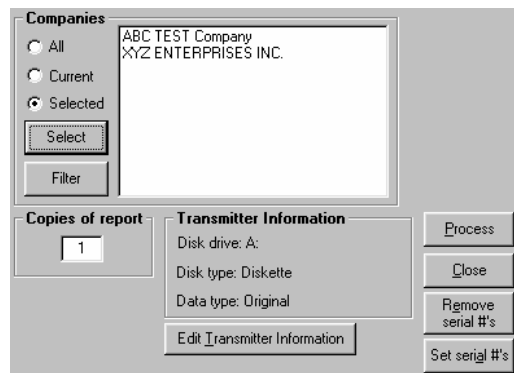 Companies
All
Current
Selected
Select
Filter
ABC TEST Company
XYZ ENTERPRISES INC.
Copies of report
1
Transmitter Information
Disk drive: A:
Disk type: Diskette
Data type: Original
Edit Transmitter Information
Process
Close
Remove
serial #'s
Set serial #'s